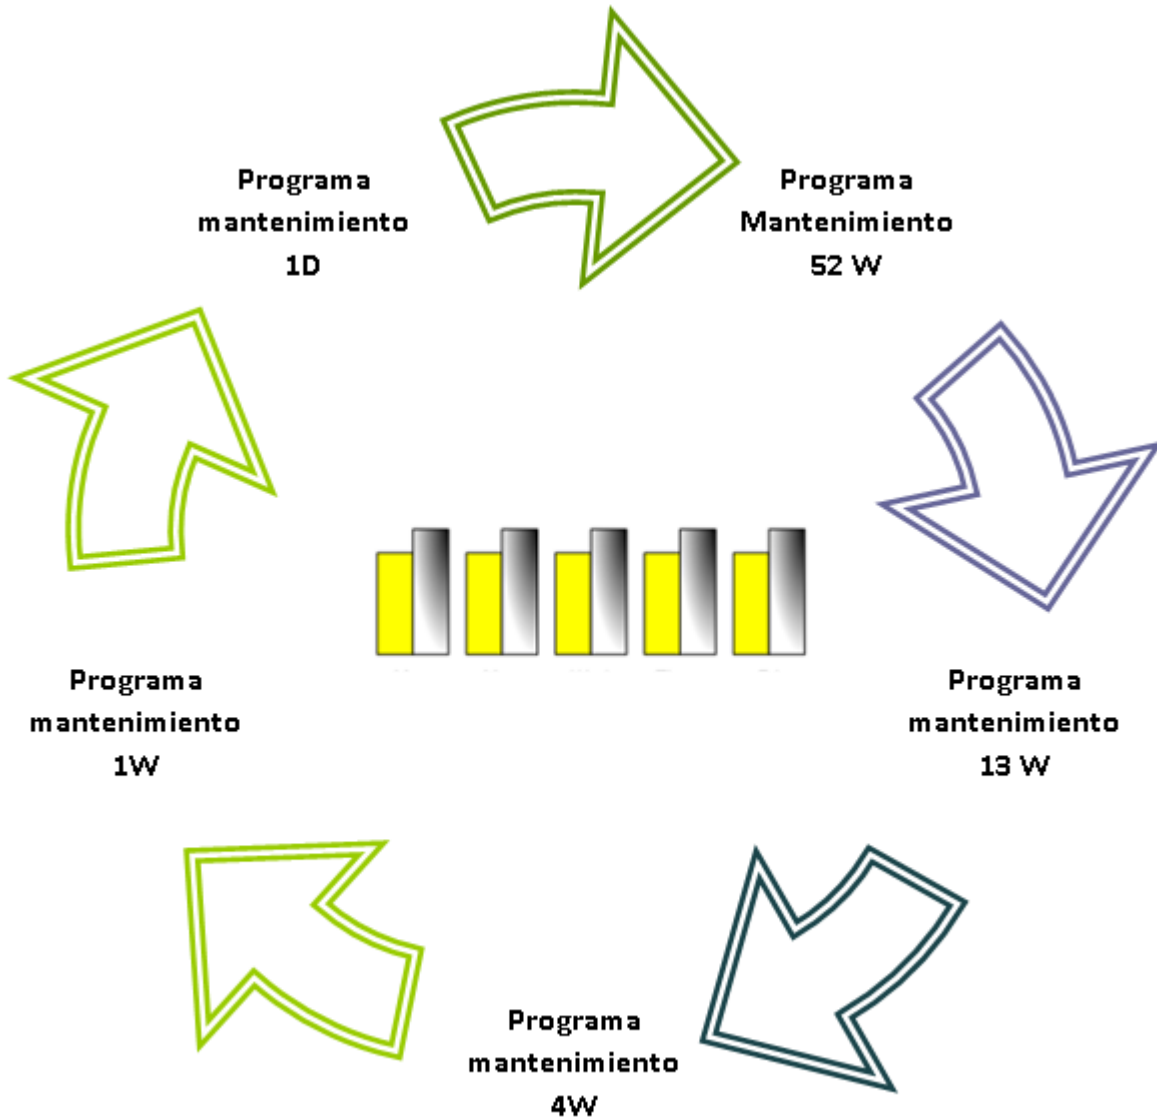 Programa
mantenimiento
1D
Programa
Mantenimiento
52 W
Programa
mantenimiento
1W
Programa
mantenimiento
13 W
Programa
mantenimiento
4W